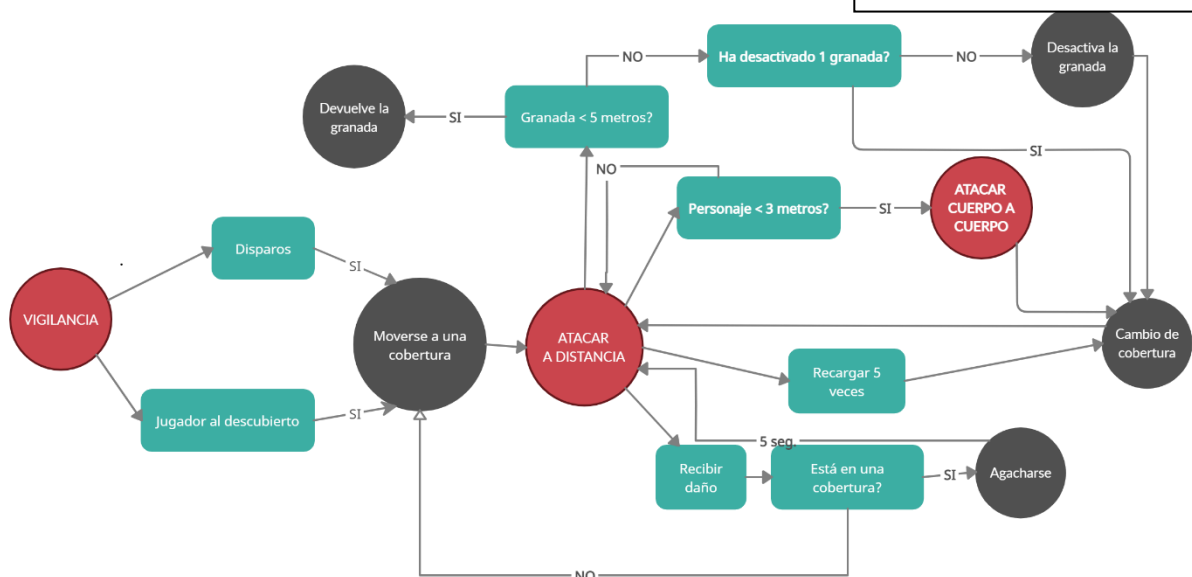 NO
Ha desactivado 1 granada?
NO
Desactiva la
granada
Devuelve la
granada
SI
Granada < 5 metros?
SI
NO
Personaje < 3 metros?
SI
ATACAR
CUERPO A
CUERPO
Disparos
SI
VIGILANCIA
Moverse a una
cobertura
ATACAR
A DISTANCIA
Cambio de
cobertura
Recargar 5
veces
Jugador al descubierto
SI
5 seg.
Recibir
daño
Está en una
cobertura?
SI
Agacharse
NO